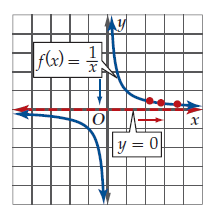 y
f(x) = 1/x
O
x
y = 0